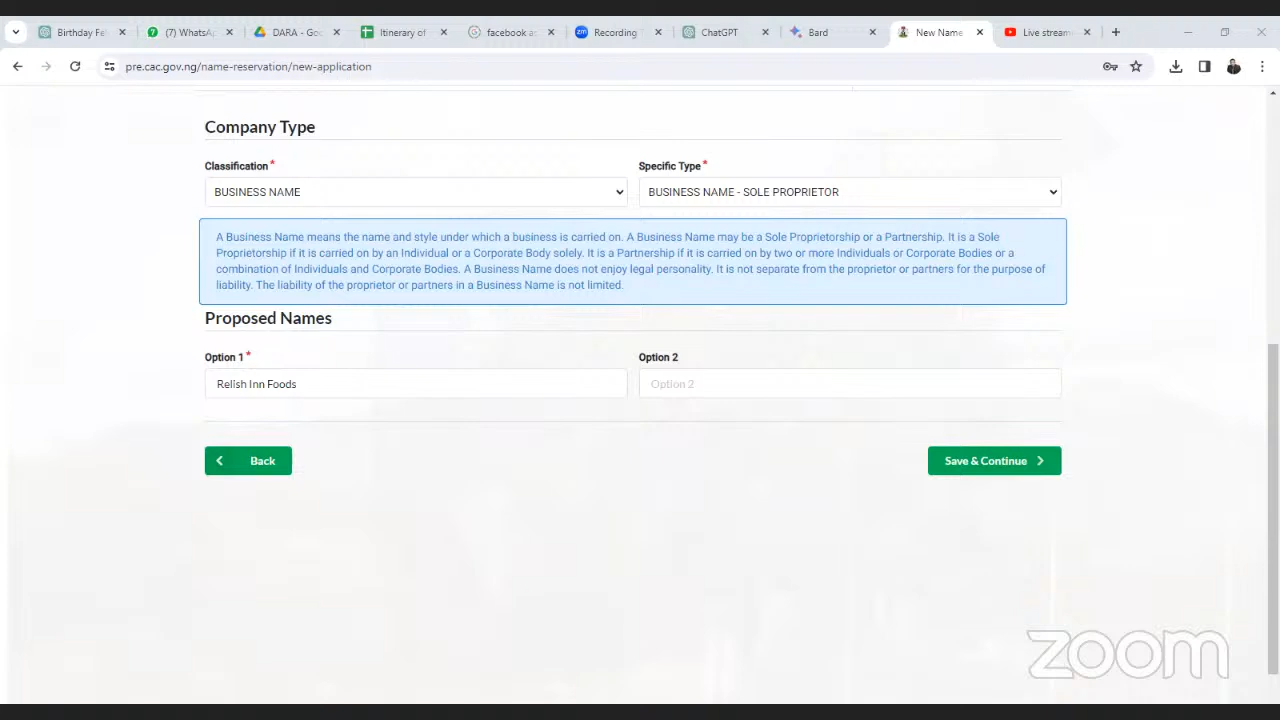 Birthday Fe
(7) WhatsA
DARA - Goo
Itinerary of
facebook a
Recording
ChatGPT
Bard
New Name
Live stream
pre.cac.gov.ng/name-reservation/new-application
Company Type
Classification *
Specific Type *
BUSINESS NAME
BUSINESS NAME - SOLE PROPRIETOR
A Business Name means the name and style under which a business is carried on. A Business Name may be a Sole Proprietorship or a Partnership. It is a Sole
Proprietorship if it is carried on by an Individual or a Corporate Body solely. It is a Partnership if it is carried on by two or more Individuals or Corporate Bodies or a
combination of Individuals and Corporate Bodies. A Business Name does not enjoy legal personality. It is not separate from the proprietor or partners for the purpose of
liability. The liability of the proprietor or partners in a Business Name is not limited.
Proposed Names
Option 1 *
Option 2
Relish Inn Foods
Option 2
Back
Save & Continue
zoom